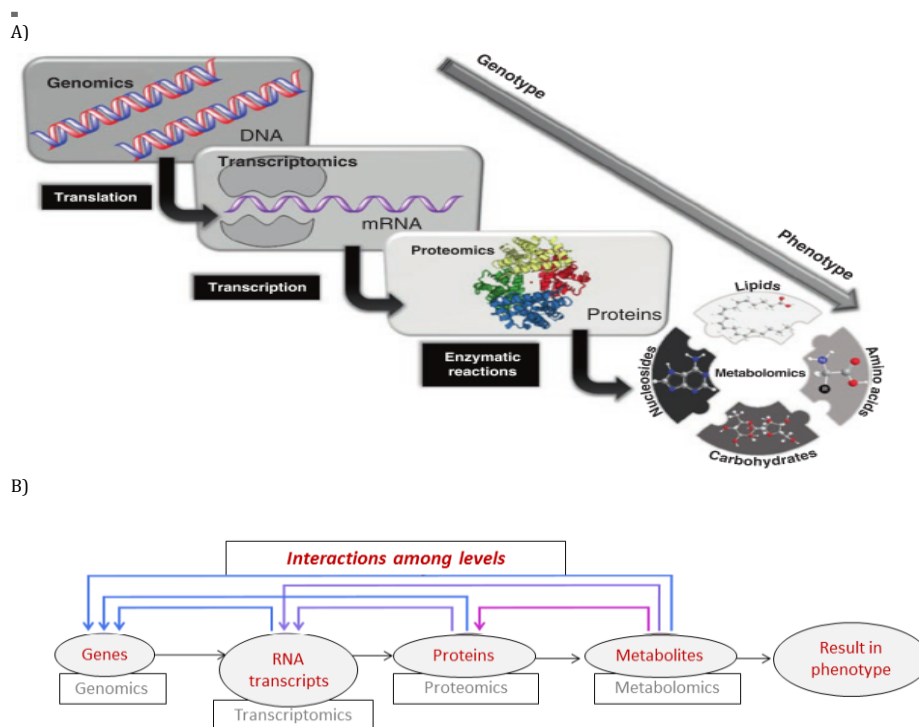 A)
Genomics
DNA
Translation
Transcriptomics
mRNA
Transcription
Proteomics
Proteins
Enzymatic
reactions
Genotype
Phenotype
Lipids
Nucleosides
Metabolomics
Amino acids
R
Carbohydrates
B)
Interactions among levels
Genes
Genomics
RNA
transcripts
Transcriptomics
Proteins
Proteomics
Metabolites
Metabolomics
Result in
phenotype